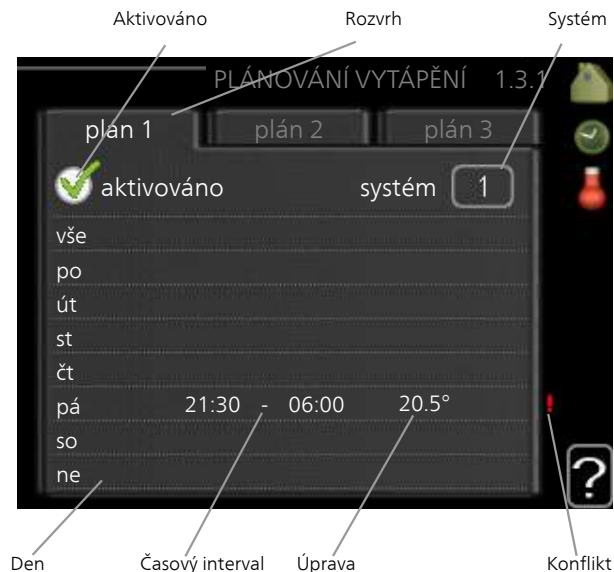 Aktivováno Rozvrh Systém
PLÁNOVÁNÍ VYTÁPĚNÍ 1.3.1
plán 1 plán 2 plán 3
aktivováno systém 1
vše
po
út
st
čt
pá 21:30 - 06:00 20.5° !
so
ne
?
Den Časový interval Úprava Konflikt